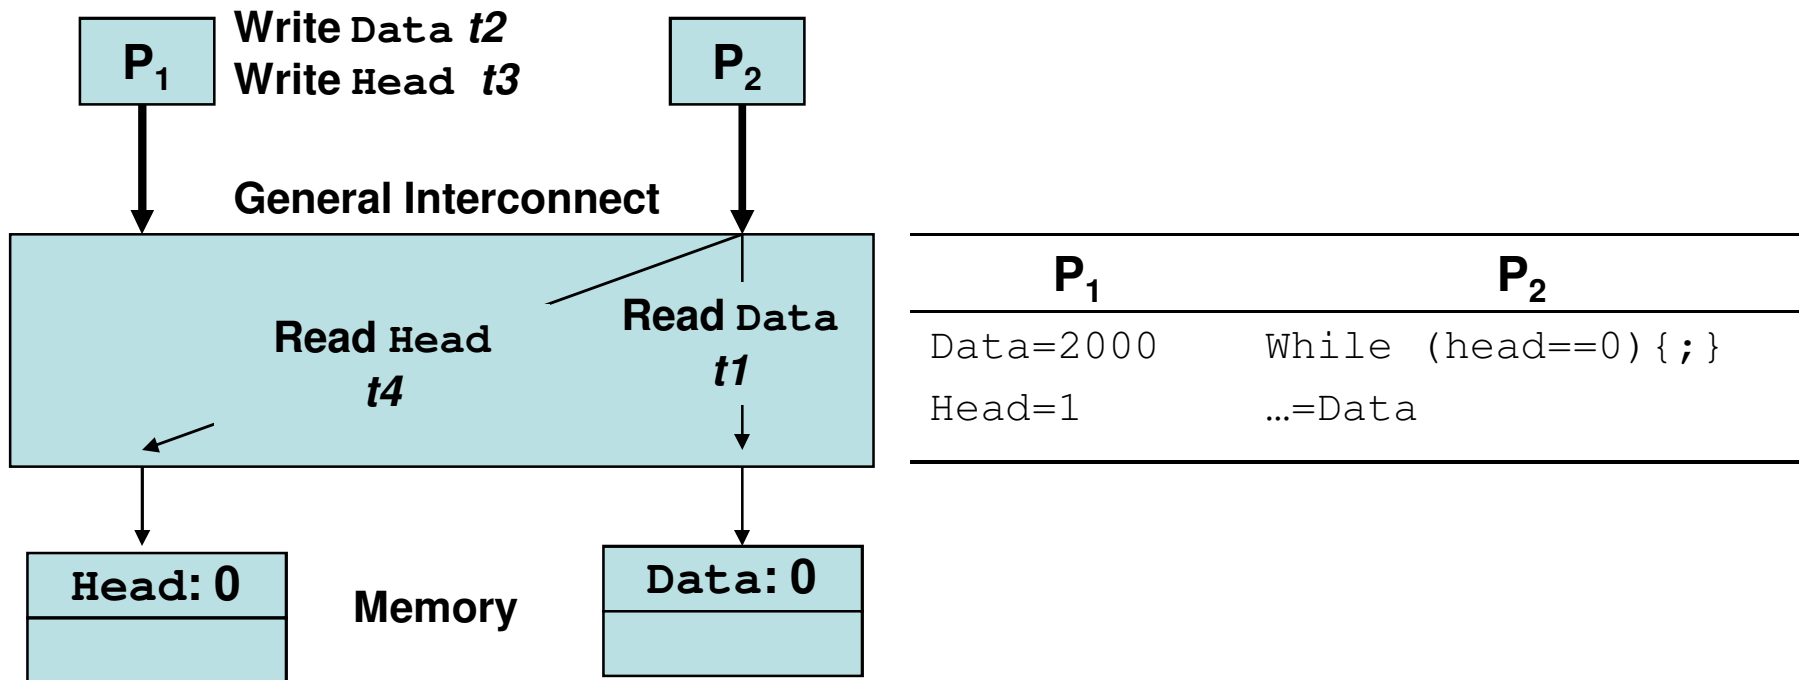 P1
Write Data t2
Write Head t3
P2
General Interconnect
Read Head
t4
Read Data
t1
Head: 0
Memory
Data: 0
P1 P2
Data=2000 While (head==0){;}
Head=1 …=Data